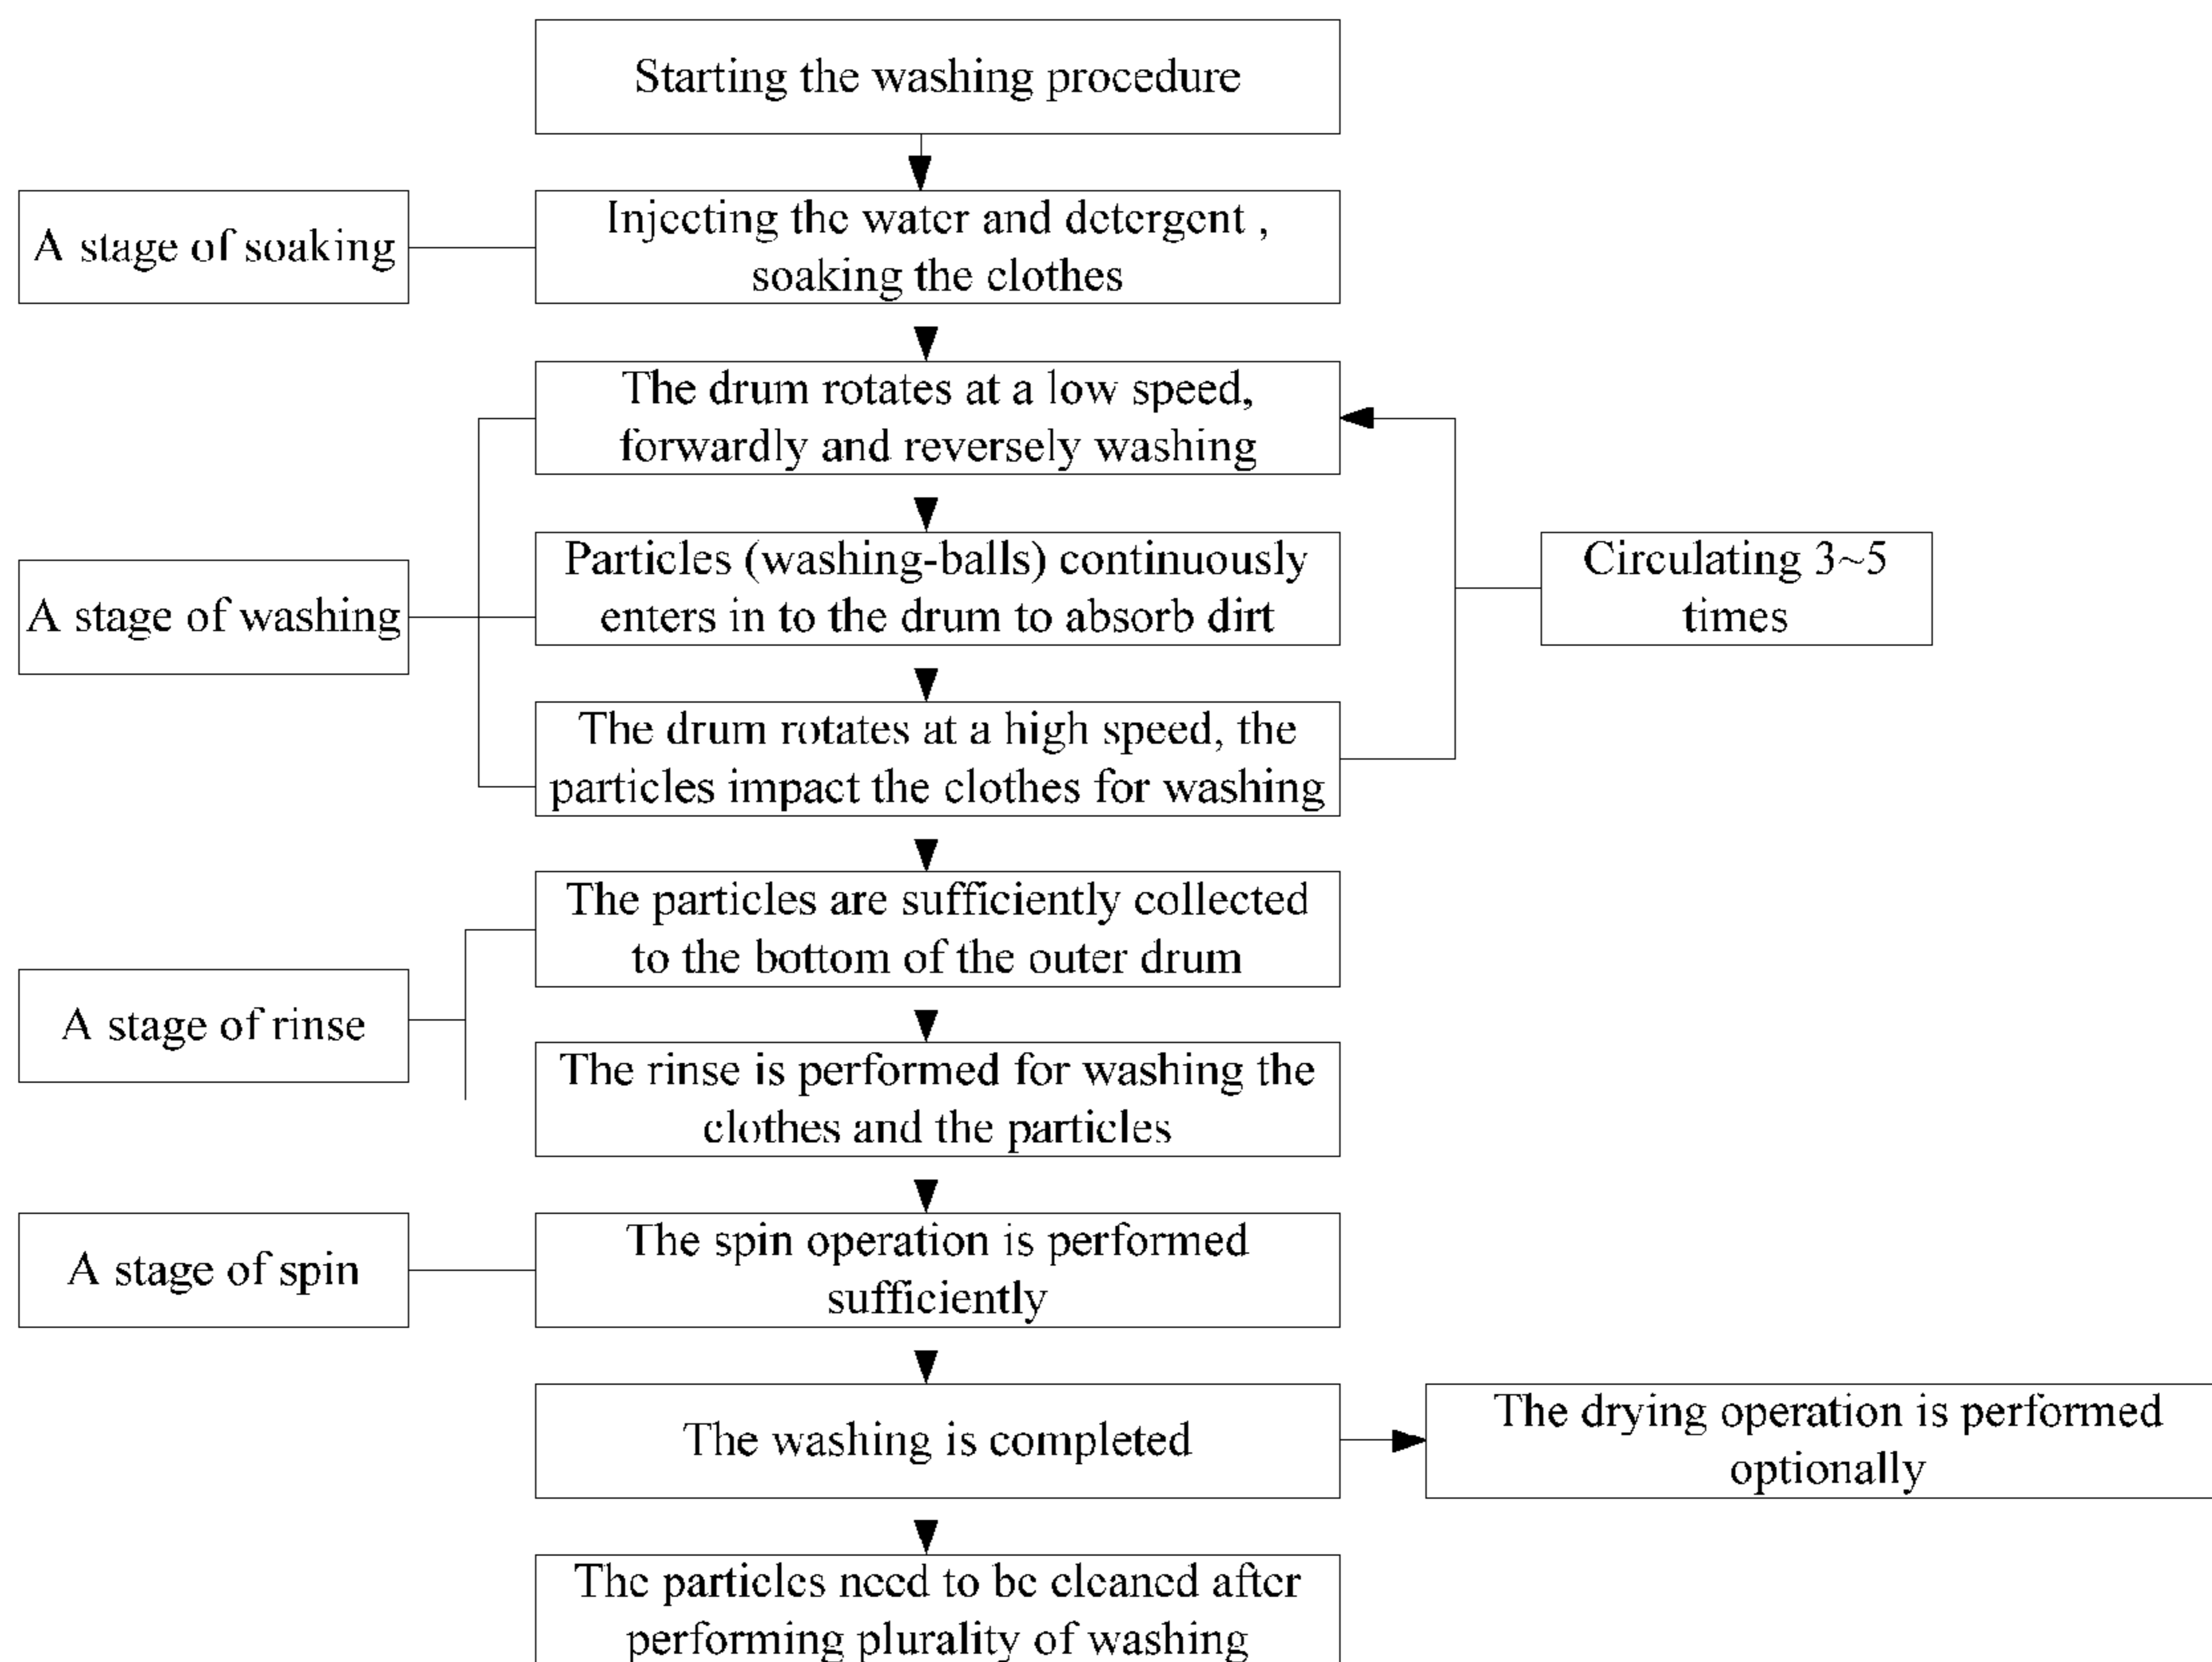 Starting the washing procedure
A stage of soaking
Injecting the water and detergent ,
soaking the clothes
The drum rotates at a low speed,
forwardly and reversely washing
A stage of washing
Particles (washing-balls) continuously
enters in to the drum to absorb dirt
Circulating 3~5
times
The drum rotates at a high speed, the
particles impact the clothes for washing
The particles are sufficiently collected
to the bottom of the outer drum
A stage of rinse
The rinse is performed for washing the
clothes and the particles
A stage of spin
The spin operation is performed
sufficiently
The washing is completed
The drying operation is performed
optionally
The particles need to be cleaned after
performing plurality of washing